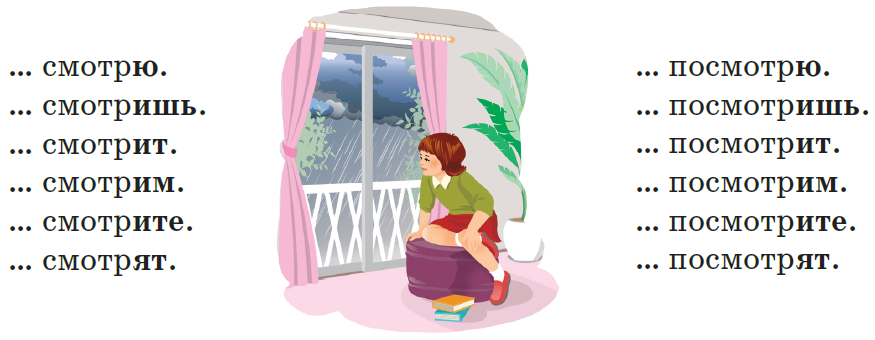 ... смотрю.
... смотришь.
... смотрит.
... смотрим.
... смотрите.
... смотрят.
... посмотрю.
... посмотришь.
... посмотрит.
... посмотрим.
... посмотрите.
... посмотрят.